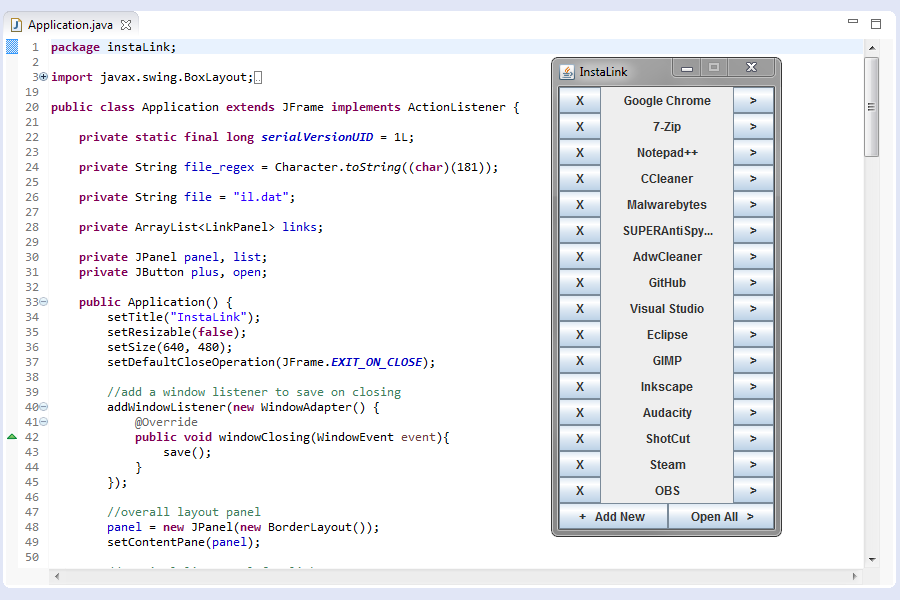 Application.java
1 package instaLink;
2
3 import javax.swing.BoxLayout;
19
20 public class Application extends JFrame implements ActionListener {
21
22 private static final long serialVersionUID = 1L;
23
24 private String file_regex = Character.toString((char)(181));
25
26 private String file = "il.dat";
27
28 private ArrayList<LinkPanel> links;
29
30 private JPanel panel, list;
31 private JButton plus, open;
32
33 public Application() {
34 setTitle("InstaLink");
35 setResizable(false);
36 setSize(640, 480);
37 setDefaultCloseOperation(JFrame.EXIT_ON_CLOSE);
38
39 //add a window listener to save on closing
40 addWindowListener(new WindowAdapter() {
41 @Override
42 public void windowClosing(WindowEvent event){
43 save();
44 }
45 });
46
47 //overall layout panel
48 panel = new JPanel(new BorderLayout());
49 setContentPane(panel);
50
InstaLink
X Google Chrome >
X 7-Zip >
X Notepad++ >
X CCleaner >
X Malwarebytes >
X SUPERAntiSpy... >
X AdwCleaner >
X GitHub >
X Visual Studio >
X Eclipse >
X GIMP >
X Inkscape >
X Audacity >
X ShotCut >
X Steam >
X OBS >
+ Add New Open All >